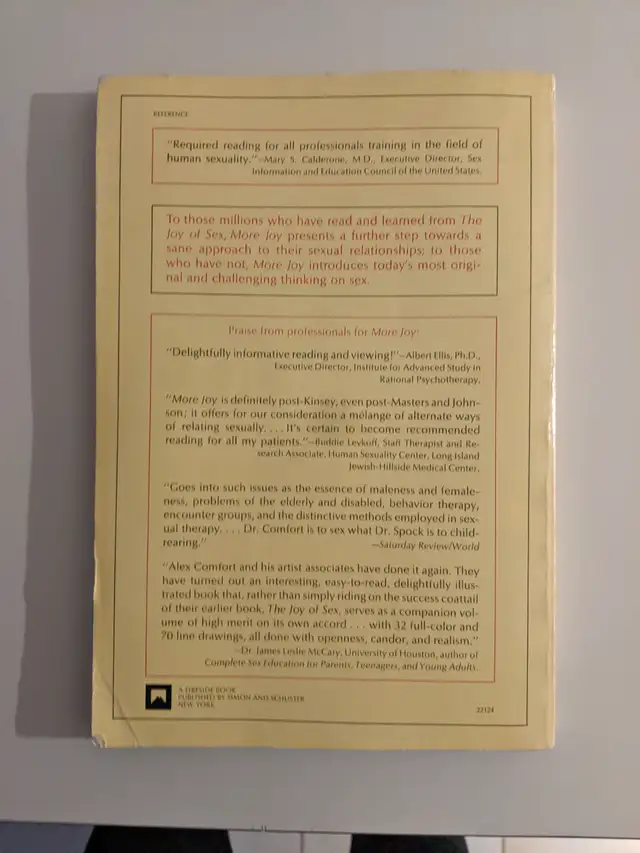 REFERENCE
"Required reading for all professionals training in the field of
human sexuality."—Mary S. Calderone, M.D., Executive Director, Sex
Information and Education Council of the United States.
To those millions who have read and learned from The
Joy of Sex, More Joy presents a further step towards a
sane approach to their sexual relationships; to those
who have not, More Joy introduces today's most origi-
nal and challenging thinking on sex.
Praise from professionals for More Joy:
"Delightfully informative reading and viewing!"—Albert Ellis, Ph.D.,
Executive Director, Institute for Advanced Study in
Rational Psychotherapy.
"More Joy is definitely post-Kinsey, even post-Masters and John-
son; it offers for our consideration a mélange of alternate ways
of relating sexually. . . . It's certain to become recommended
reading for all my patients."—Buddie Levkoff, Staff Therapist and Re-
search Associate, Human Sexuality Center, Long Island
Jewish-Hillside Medical Center.
"Goes into such issues as the essence of maleness and female-
ness, problems of the elderly and disabled, behavior therapy,
encounter groups, and the distinctive methods employed in sex-
ual therapy. . . . Dr. Comfort is to sex what Dr. Spock is to child-
rearing."
—Saturday Review/World
"Alex Comfort and his artist associates have done it again. They
have turned out an interesting, easy-to-read, delightfully illus-
trated book that, rather than simply riding on the success coattail
of their earlier book, The Joy of Sex, serves as a companion vol-
ume of high merit on its own accord . . . with 32 full-color and
70 line drawings, all done with openness, candor, and realism."
—Dr. James Leslie McCary, University of Houston, author of
Complete Sex Education for Parents, Teenagers, and Young Adults.
A FIRESIDE BOOK
PUBLISHED BY SIMON AND SCHUSTER
NEW YORK
22124